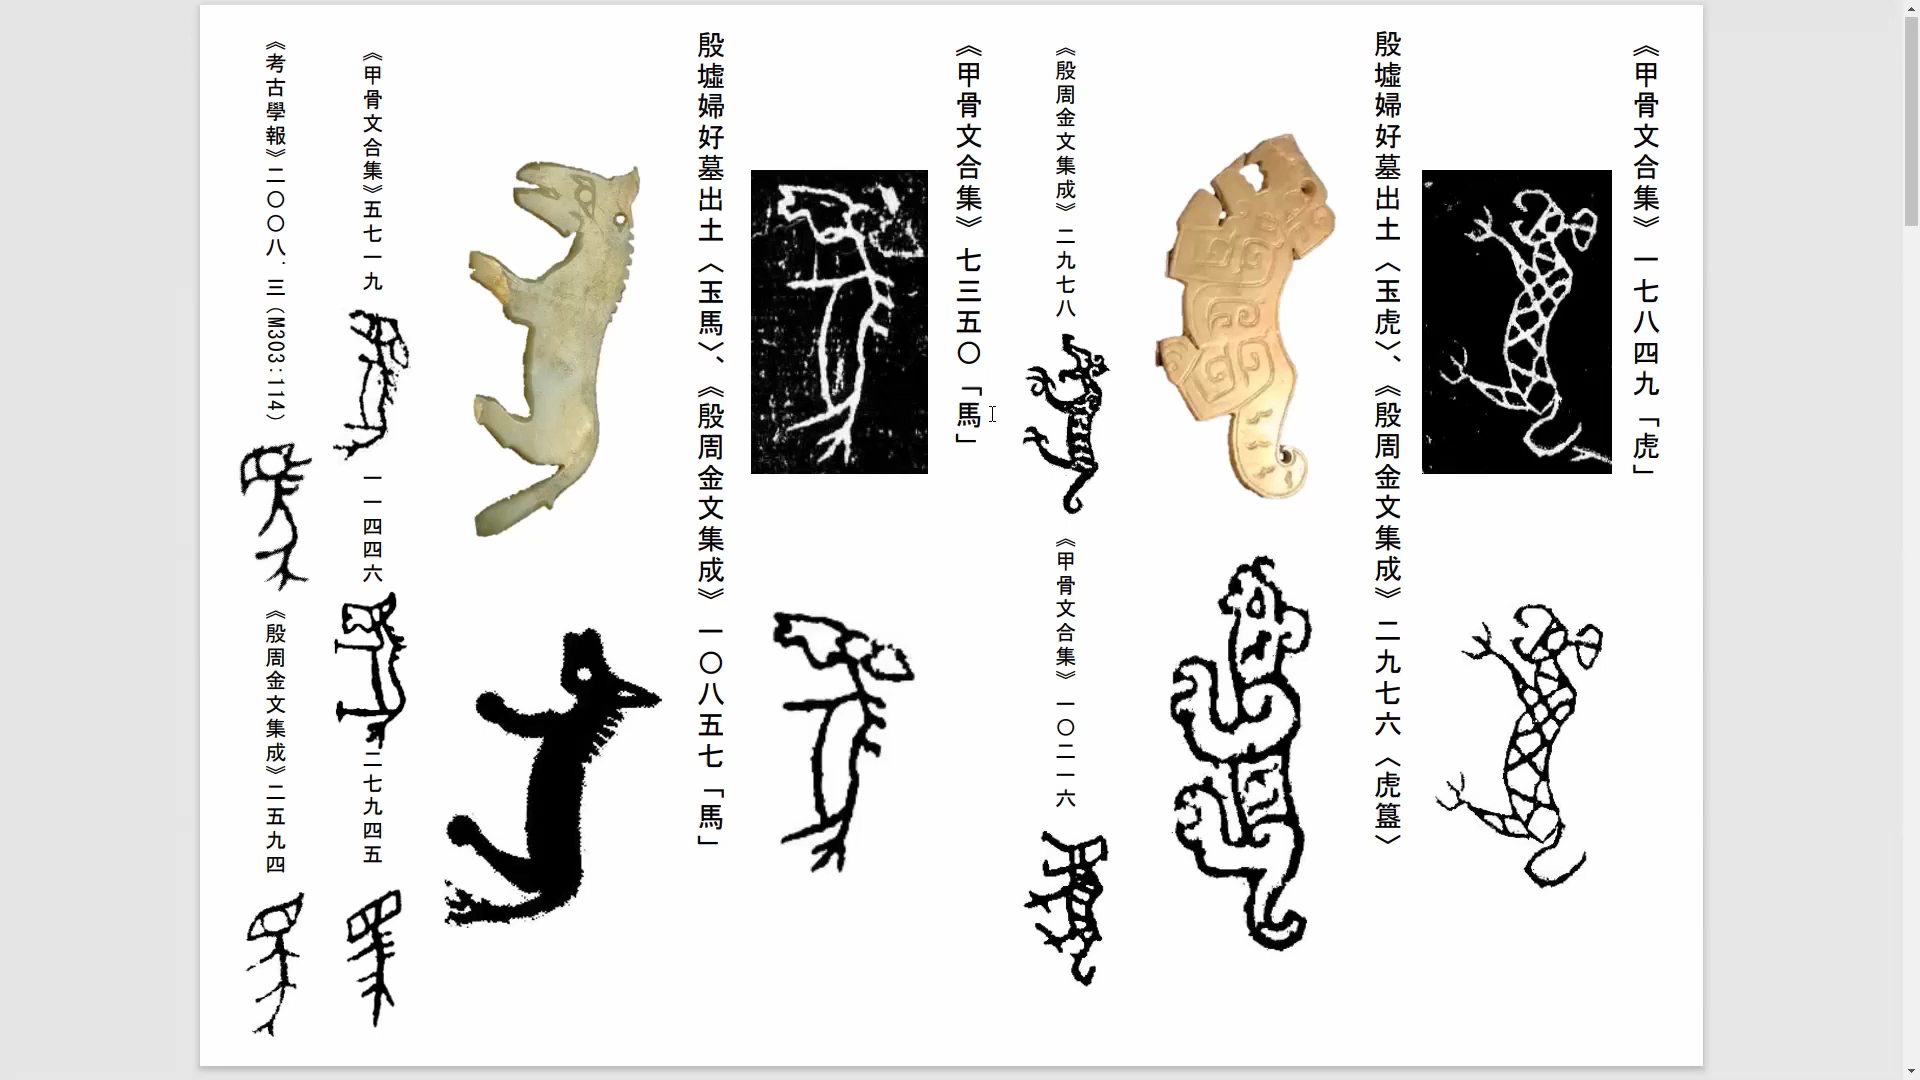 《甲骨文合集》一七八四九「虎」
殷墟婦好墓出土〈玉虎〉、《殷周金文集成》二九七六〈虎簋〉
《殷周金文集成》二九七八
《甲骨文合集》一〇二一六
《甲骨文合集》七三五〇「馬」
殷墟婦好墓出土〈玉馬〉、《殷周金文集成》一〇八五七「馬」
《甲骨文合集》五七一九
一一四四六
二七九四五
《考古學報》二〇〇八．三（M303:114）
《殷周金文集成》二五九四